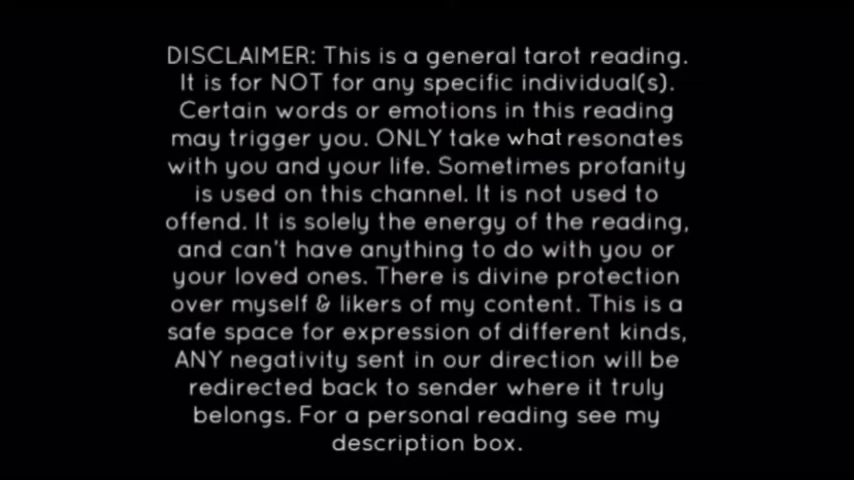 DISCLAIMER: This is a general tarot reading.
It is for NOT for any specific individual(s).
Certain words or emotions in this reading
may trigger you. ONLY take what resonates
with you and your life. Sometimes profanity
is used on this channel. It is not used to
offend. It is solely the energy of the reading,
and can't have anything to do with you or
your loved ones. There is divine protection
over myself & likers of my content. This is a
safe space for expression of different kinds,
ANY negativity sent in our direction will be
redirected back to sender where it truly
belongs. For a personal reading see my
description box.